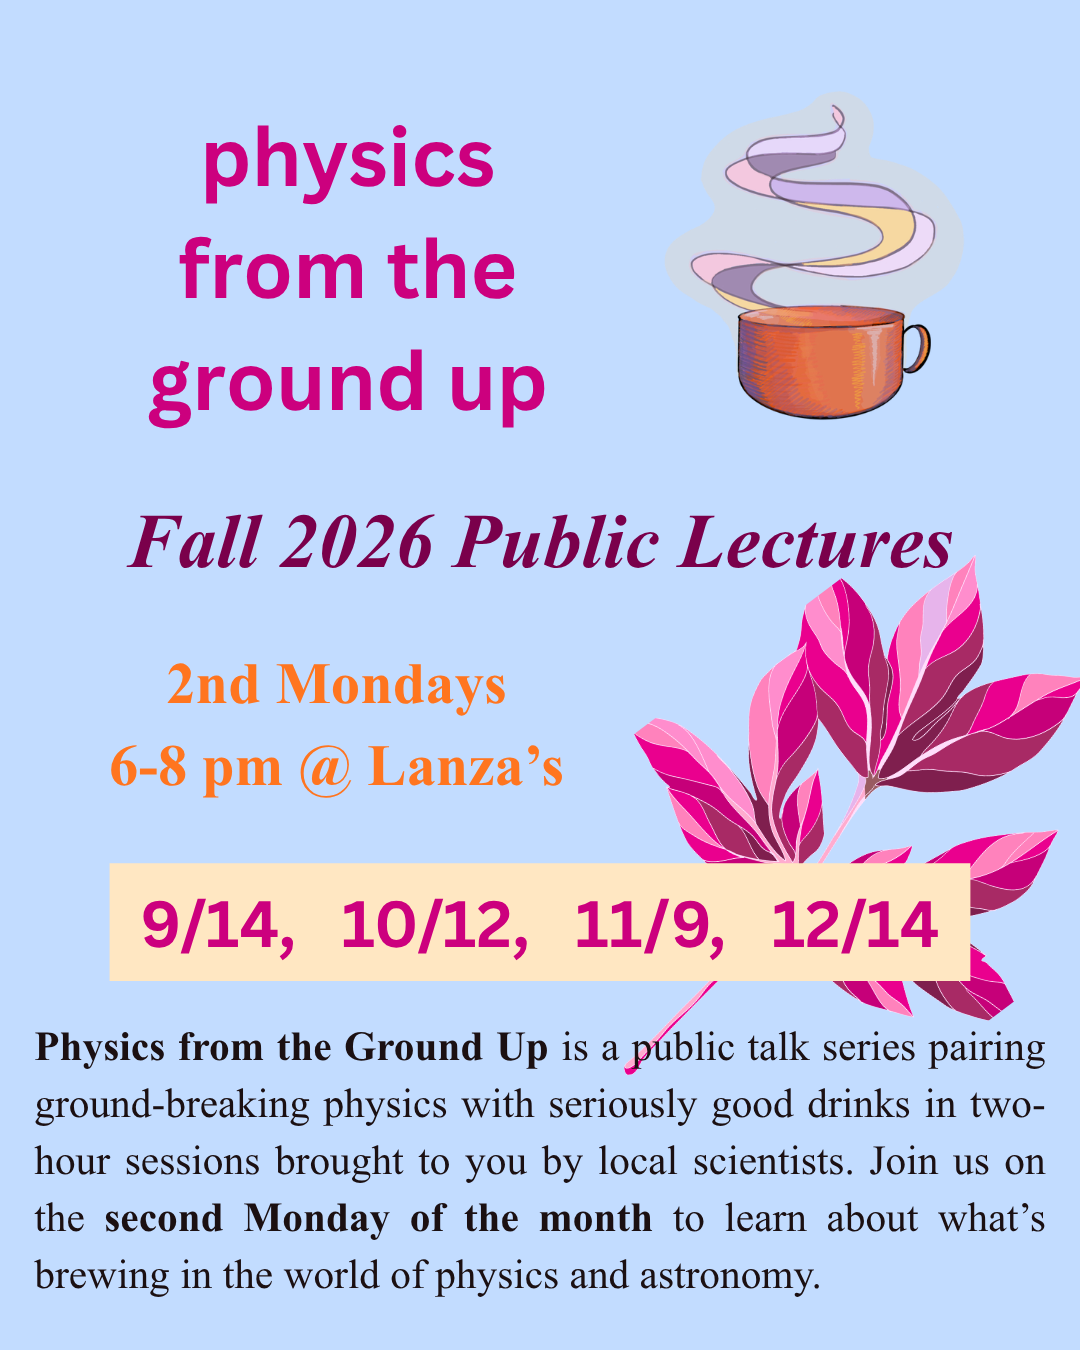 physics
from the
ground up
Fall 2026 Public Lectures
2nd Mondays
6-8 pm @ Lanza’s
9/14, 10/12, 11/9, 12/14
Physics from the Ground Up is a public talk series pairing
ground-breaking physics with seriously good drinks in two-
hour sessions brought to you by local scientists. Join us on
the second Monday of the month to learn about what’s
brewing in the world of physics and astronomy.